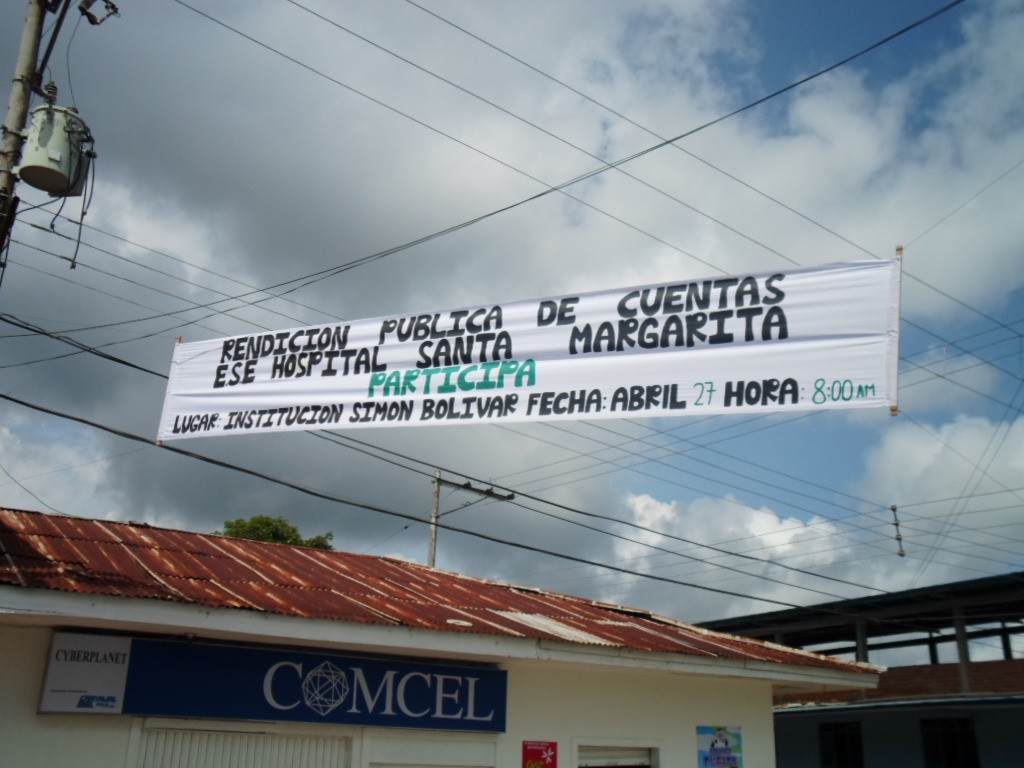 RENDICION PUBLICA DE CUENTAS
ESE HOSPITAL SANTA MARGARITA
PARTICIPA
LUGAR: INSTITUCION SIMON BOLIVAR FECHA: ABRIL 27 HORA: 8:00 AM
CYBERPLANET
COMCEL